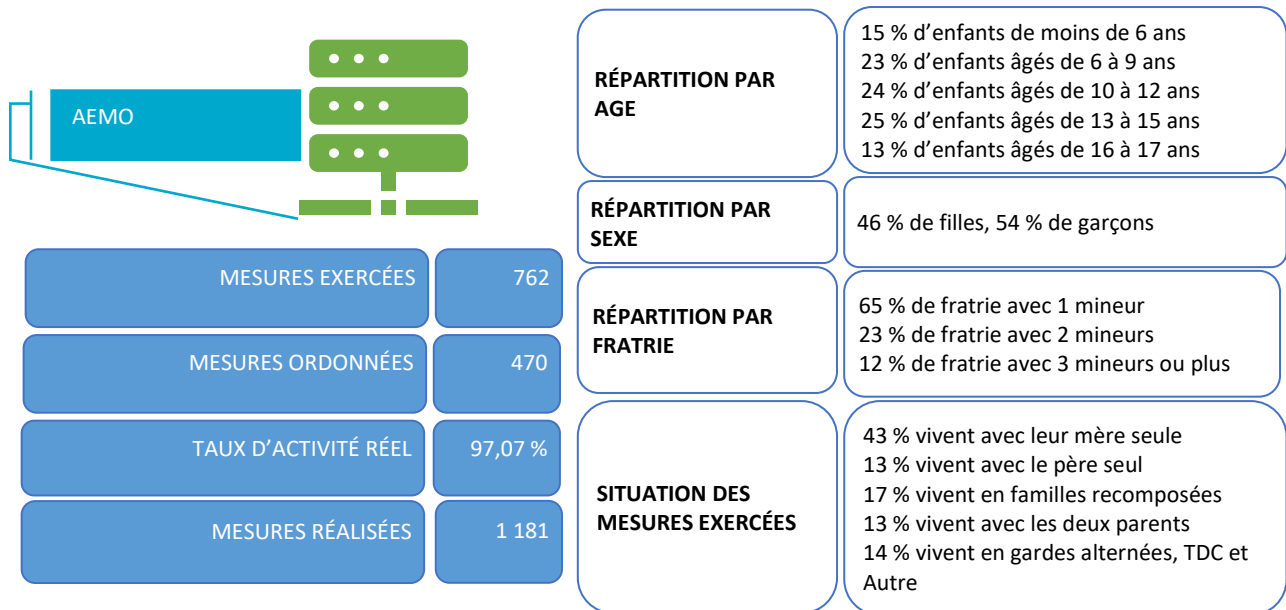 AEMO
MESURES EXERCÉES 762
MESURES ORDONNÉES 470
TAUX D’ACTIVITÉ RÉEL 97,07 %
MESURES RÉALISÉES 1 181
RÉPARTITION PAR
AGE
15 % d’enfants de moins de 6 ans
23 % d’enfants âgés de 6 à 9 ans
24 % d’enfants âgés de 10 à 12 ans
25 % d’enfants âgés de 13 à 15 ans
13 % d’enfants âgés de 16 à 17 ans
RÉPARTITION PAR
SEXE
46 % de filles, 54 % de garçons
RÉPARTITION PAR
FRATRIE
65 % de fratrie avec 1 mineur
23 % de fratrie avec 2 mineurs
12 % de fratrie avec 3 mineurs ou plus
SITUATION DES
MESURES EXERCÉES
43 % vivent avec leur mère seule
13 % vivent avec le père seul
17 % vivent en familles recomposées
13 % vivent avec les deux parents
14 % vivent en gardes alternées, TDC et
Autre